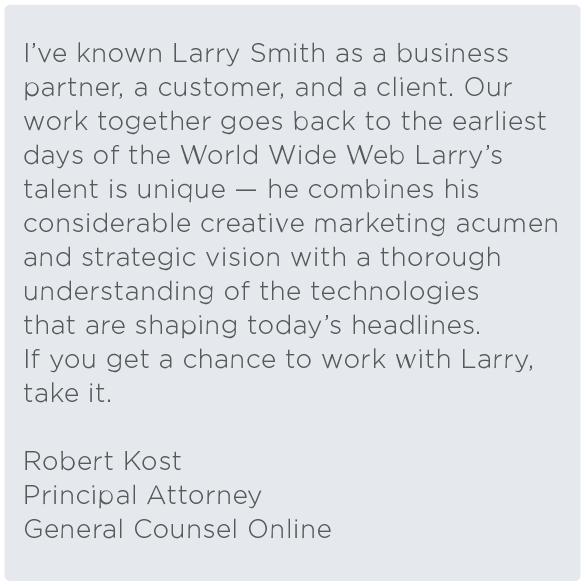 I’ve known Larry Smith as a business
partner, a customer, and a client. Our
work together goes back to the earliest
days of the World Wide Web Larry’s
talent is unique — he combines his
considerable creative marketing acumen
and strategic vision with a thorough
understanding of the technologies
that are shaping today’s headlines.
If you get a chance to work with Larry,
take it.
Robert Kost
Principal Attorney
General Counsel Online